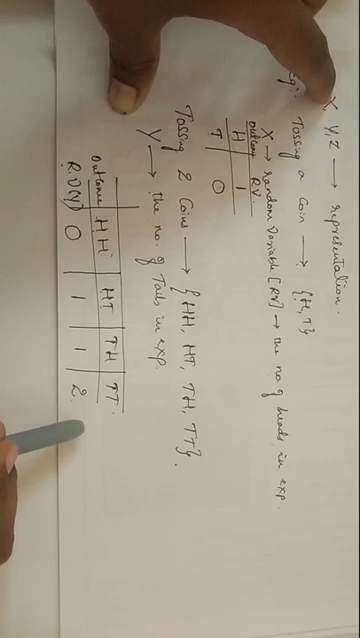 X, Y, Z → representation.
Eg:- Tossing a coin → {H, T}
X → random variable [RV] → the no. of heads in exp.
Outcome RV
H 1
T 0
Tossing 2 coins → {HH, HT, TH, TT}.
Y → the no. of Tails in exp.
Outcome HH HT TH TT
R.V(Y) 0 1 1 2